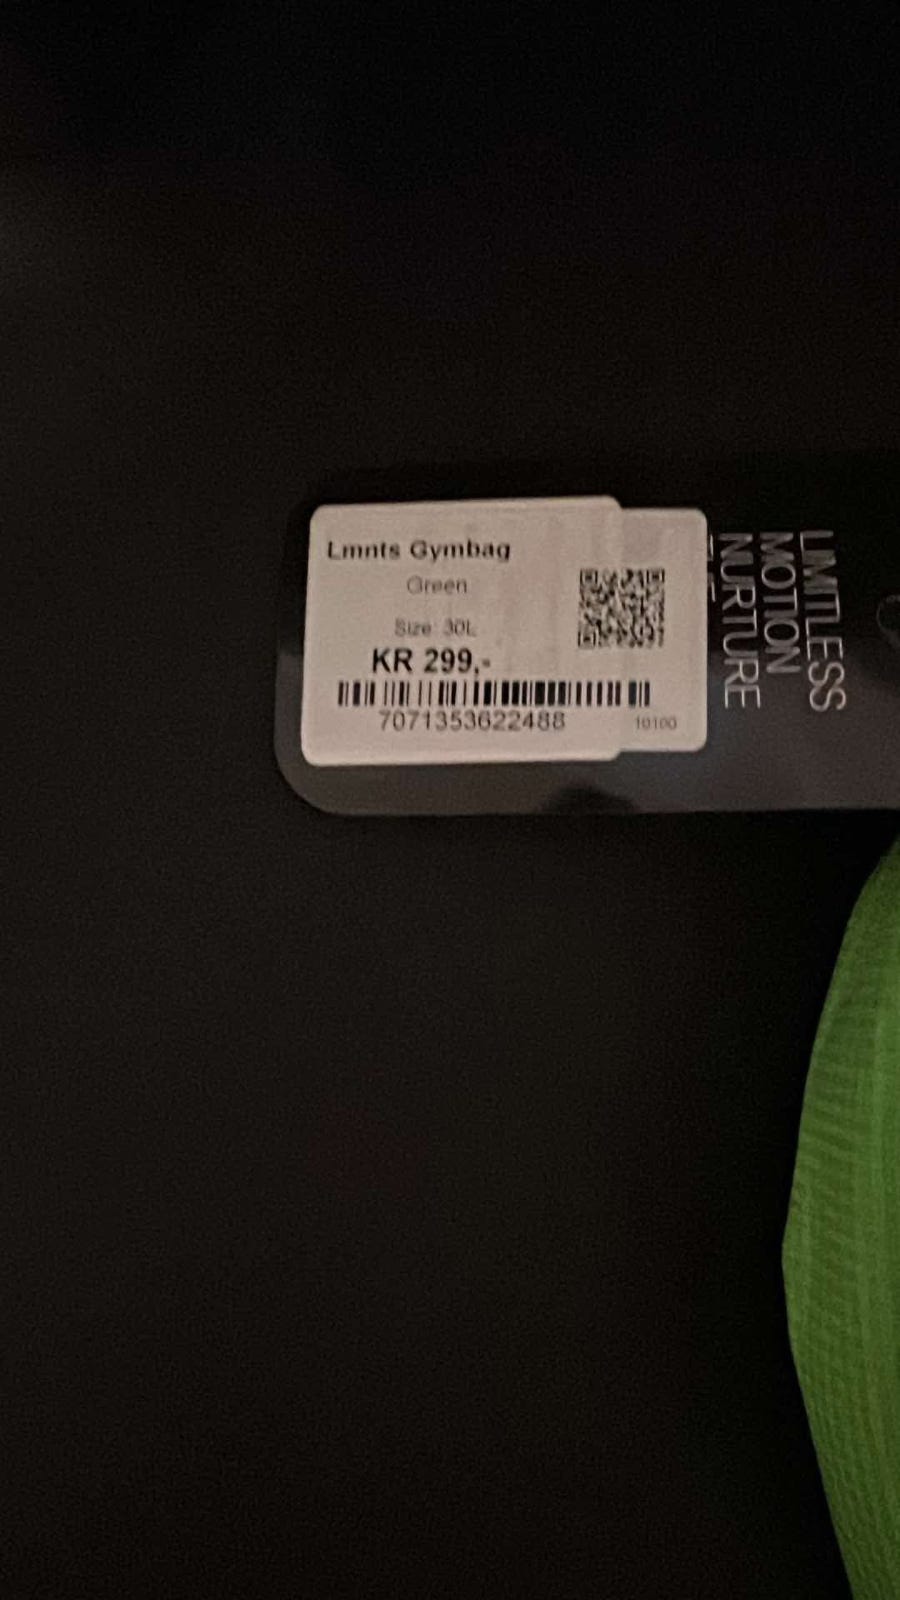 Lmnts Gymbag
Green
Size: 30L
KR 299,-
7071353622488
10100
LIMITLESS
MOTION
NURTURE